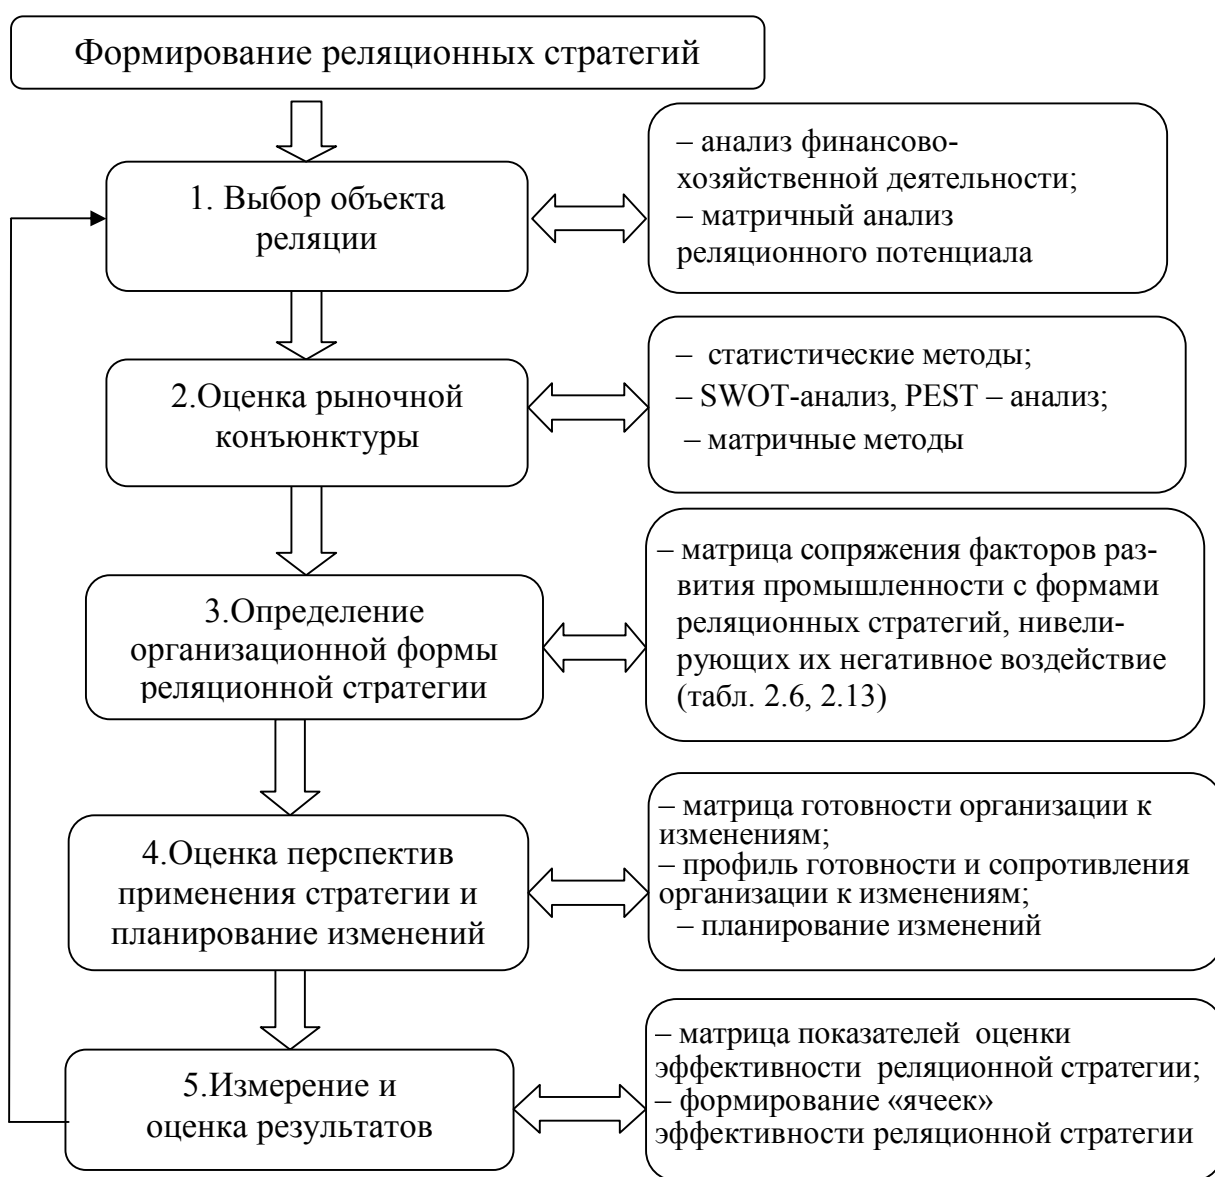 Формирование реляционных стратегий
1. Выбор объекта
реляции
– анализ финансово-
хозяйственной деятельности;
– матричный анализ
реляционного потенциала
2.Оценка рыночной
конъюнктуры
– статистические методы;
– SWOT-анализ, PEST – анализ;
– матричные методы
3.Определение
организационной формы
реляционной стратегии
– матрица сопряжения факторов раз-
вития промышленности с формами
реляционных стратегий, нивели-
рующих их негативное воздействие
(табл. 2.6, 2.13)
4.Оценка перспектив
применения стратегии и
планирование изменений
– матрица готовности организации к
изменениям;
– профиль готовности и сопротивления
организации к изменениям;
– планирование изменений
5.Измерение и
оценка результатов
– матрица показателей оценки
эффективности реляционной стратегии;
– формирование «ячеек»
эффективности реляционной стратегии